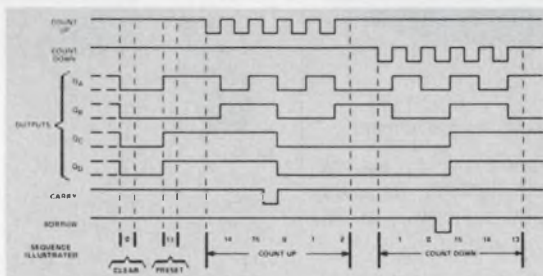 COUNT
UP
COUNT
DOWN
QA
QB
OUTPUTS
QC
QD
CARRY
BORROW
SEQUENCE
ILLUSTRATED
0 13 14 15 0 1 2 1 0 15 14 13
CLEAR PRESET COUNT UP COUNT DOWN